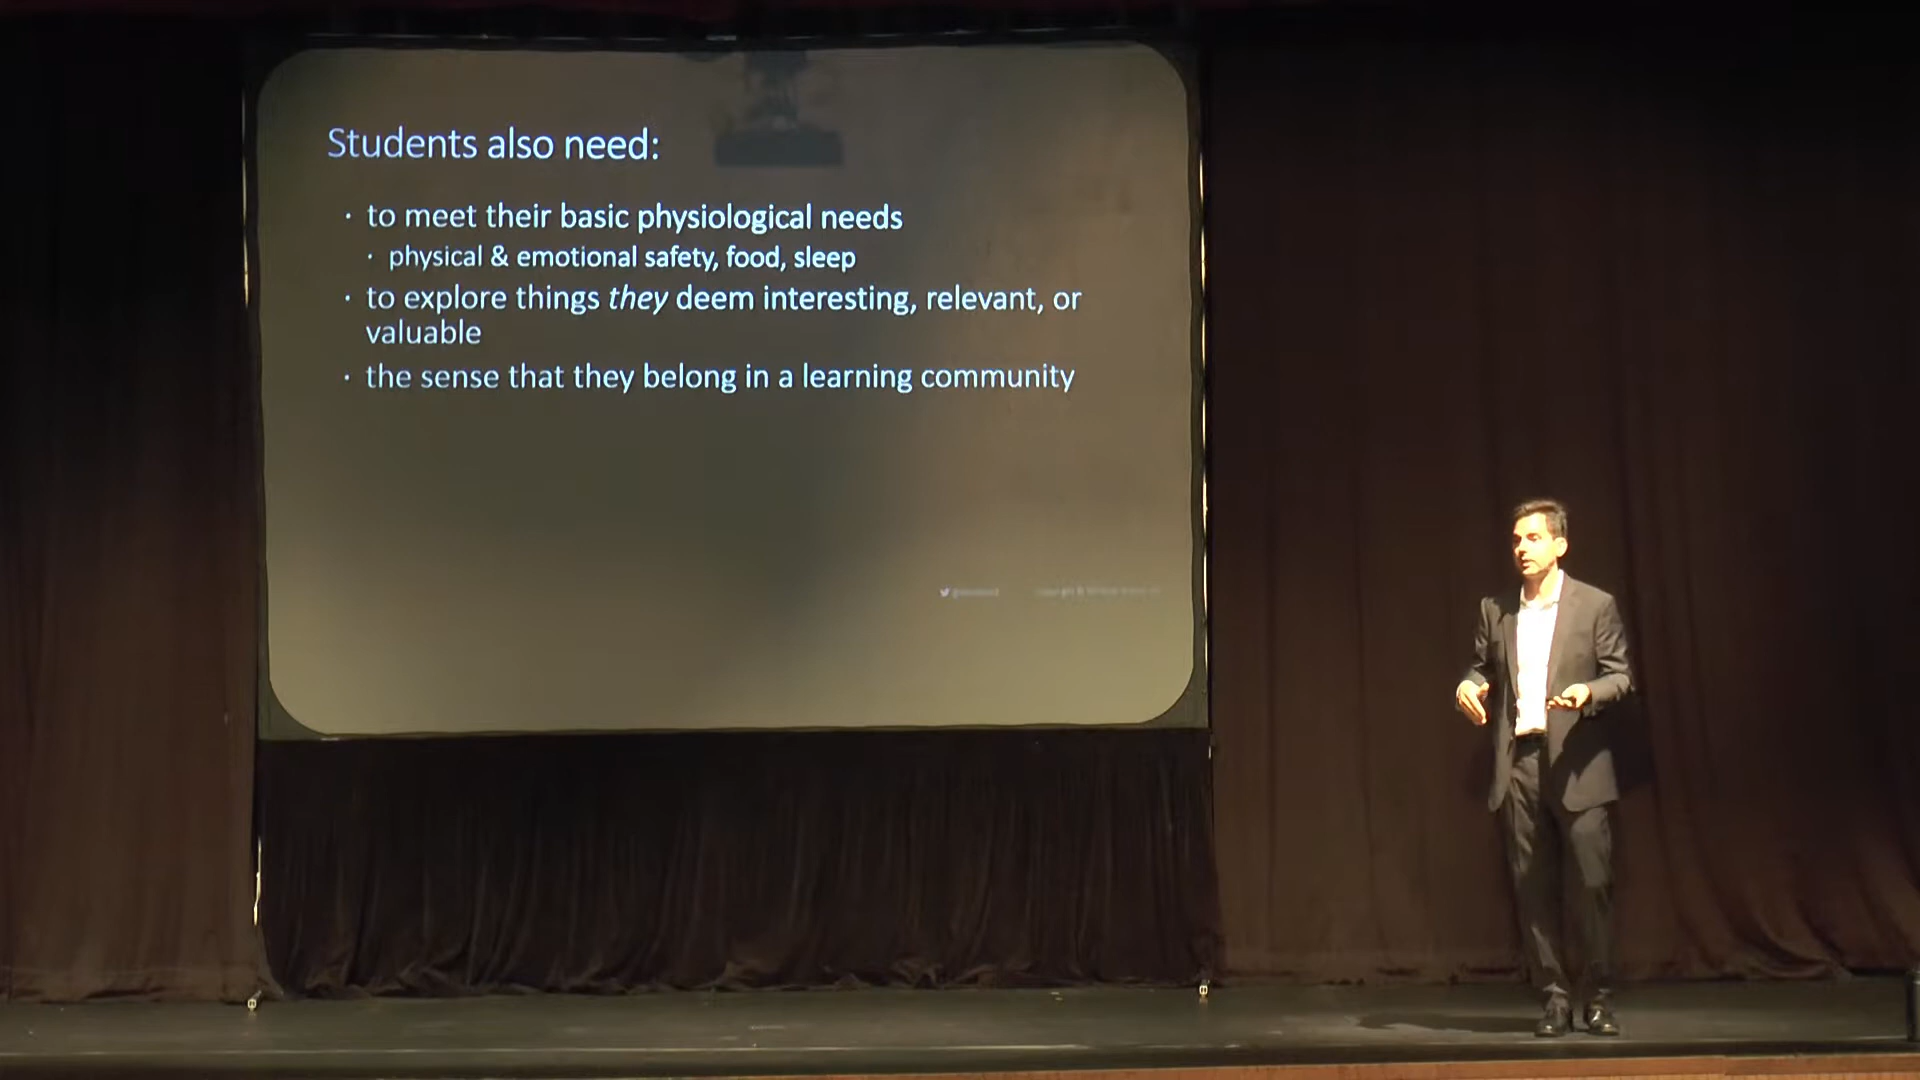 Students also need:
· to meet their basic physiological needs
· physical & emotional safety, food, sleep
· to explore things they deem interesting, relevant, or
valuable
· the sense that they belong in a learning community